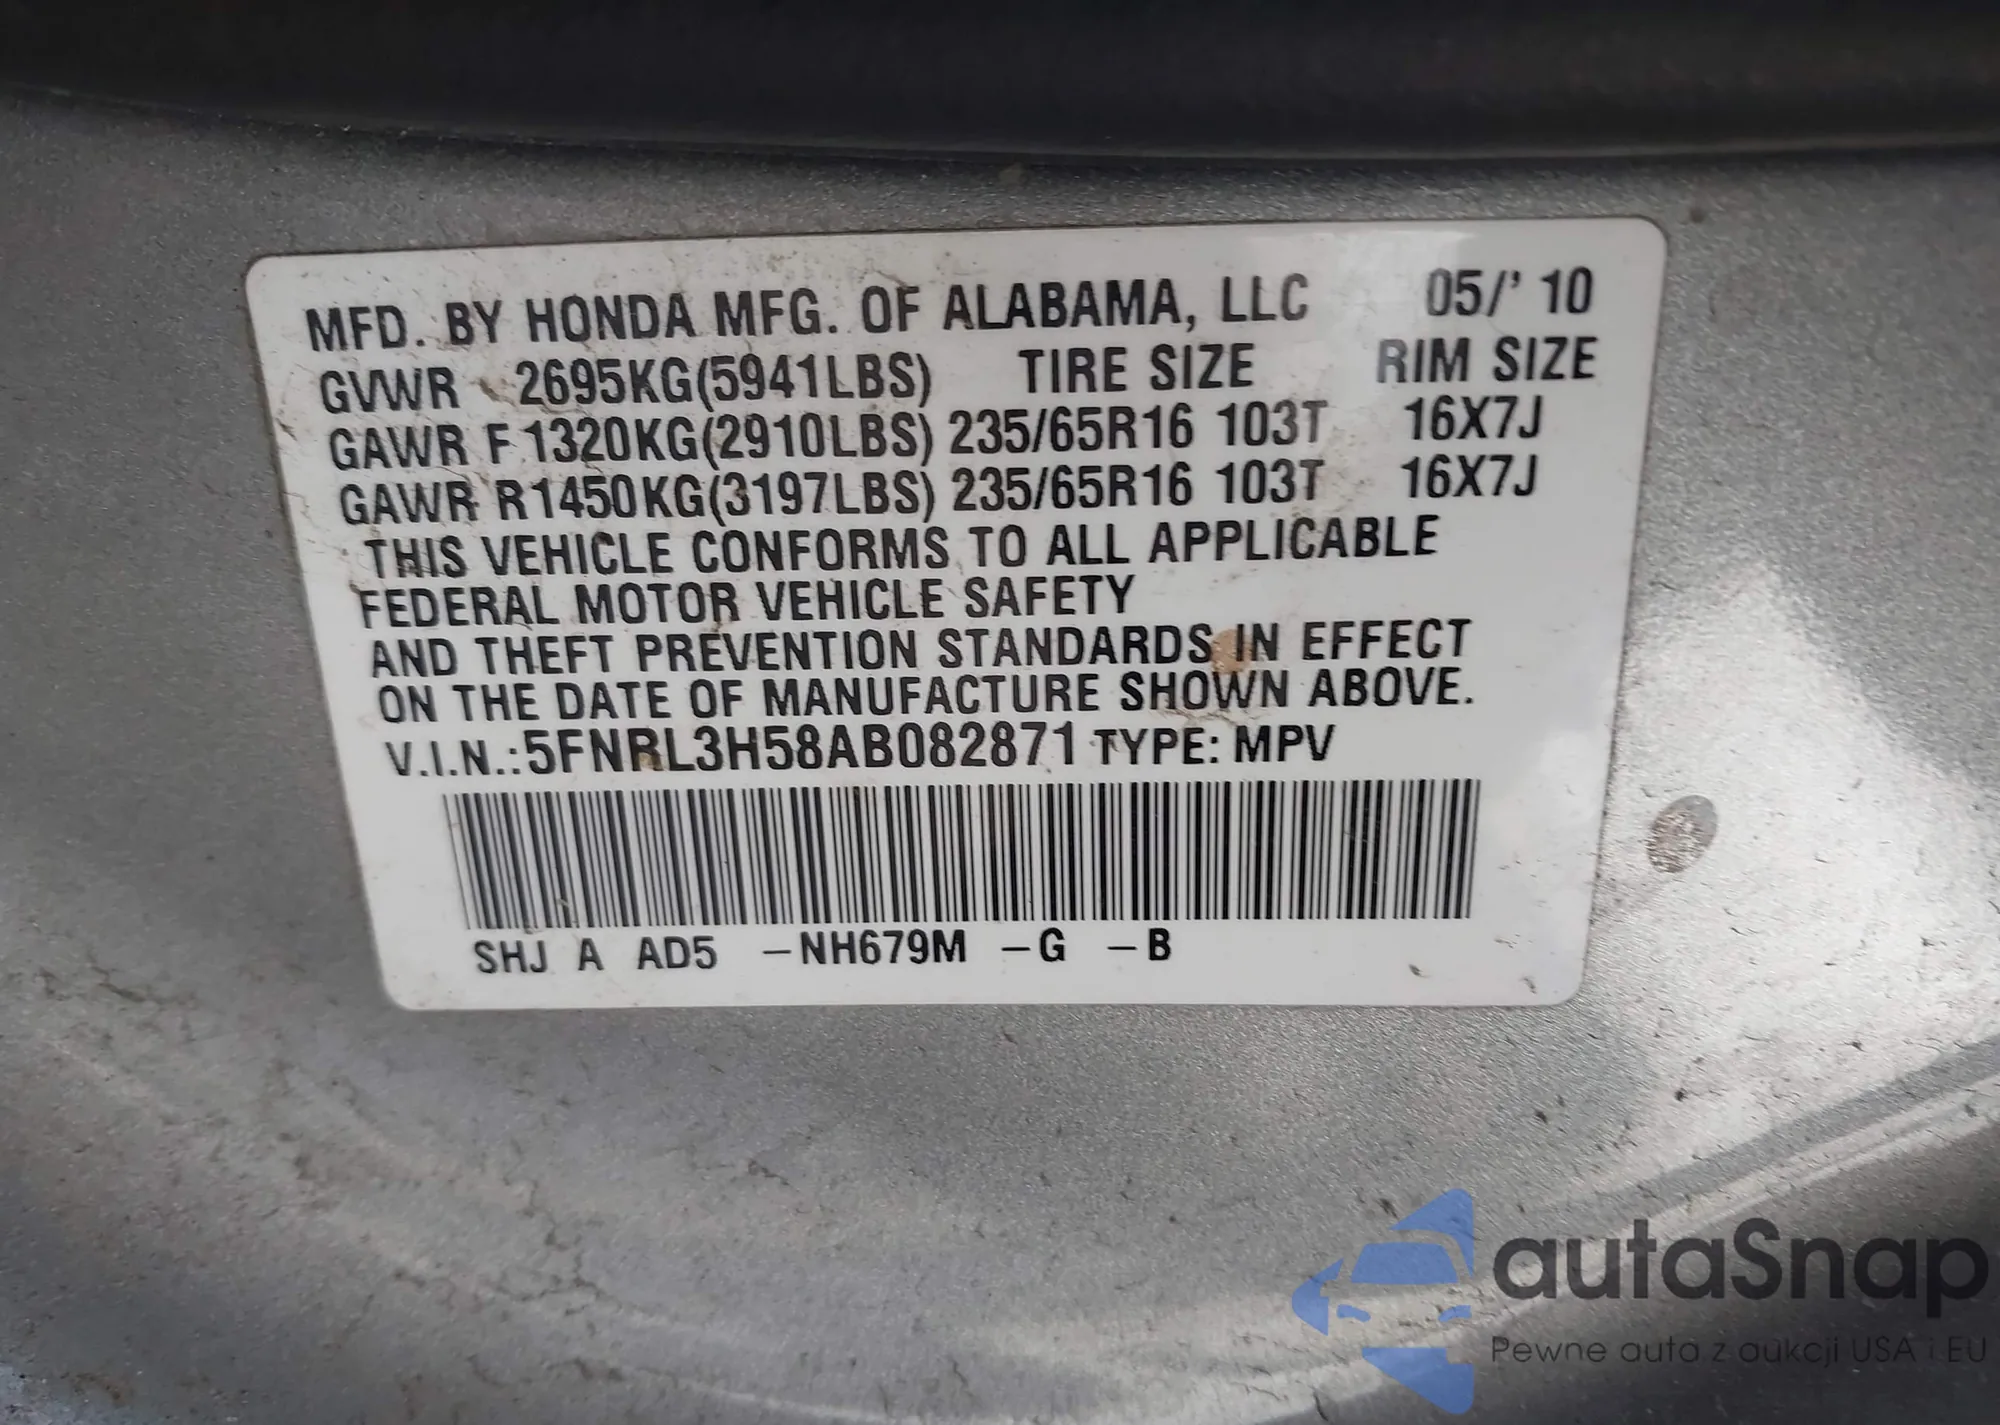 MFD. BY HONDA MFG. OF ALABAMA, LLC 05/' 10
GVWR 2695KG(5941LBS) TIRE SIZE RIM SIZE
GAWR F 1320KG(2910LBS) 235/65R16 103T 16X7J
GAWR R1450KG(3197LBS) 235/65R16 103T 16X7J
THIS VEHICLE CONFORMS TO ALL APPLICABLE
FEDERAL MOTOR VEHICLE SAFETY
AND THEFT PREVENTION STANDARDS IN EFFECT
ON THE DATE OF MANUFACTURE SHOWN ABOVE.
V.I.N.:5FNRL3H58AB082871 TYPE: MPV
SHJ A AD5 -NH679M -G -B
autaSnap
Pewne auta z aukcji USA i EU